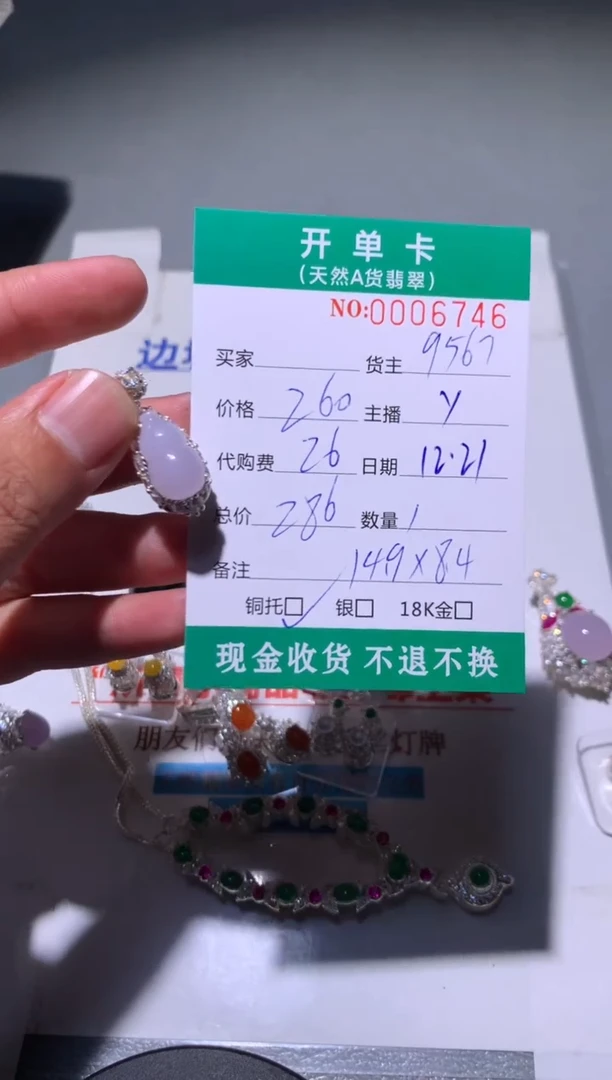 开单卡
(天然A货翡翠)
NO:0006746
买家 货主 9567
价格 260 主播 y
代购费 26 日期 12.21
总价 286 数量 1
备注 149x84
铜托☑ 银□ 18K金□
现金收货 不退不换
边
朋友们 灯牌